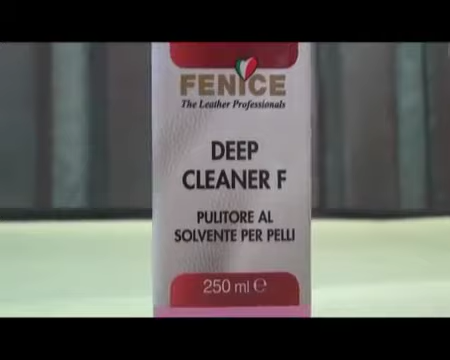 FENICE
The Leather Professionals
DEEP
CLEANER F
PULITORE AL
SOLVENTE PER PELLI
250 ml ℮